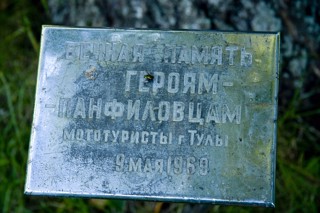 ВЕЧНАЯ ПАМЯТЬ
ГЕРОЯМ-
-ПАНФИЛОВЦАМ
МОТОТУРИСТЫ г. ТУЛЫ
9 МАЯ 1969